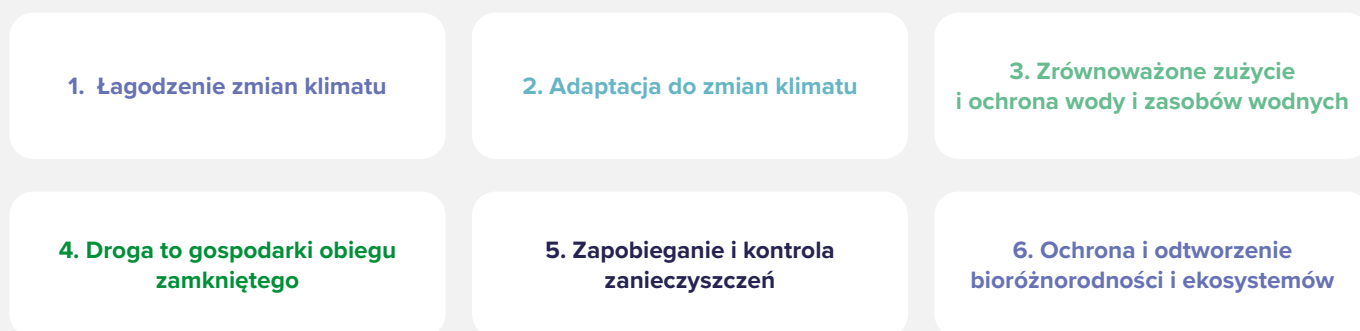 1. Łagodzenie zmian klimatu
2. Adaptacja do zmian klimatu
3. Zrównoważone zużycie
i ochrona wody i zasobów wodnych
4. Droga to gospodarki obiegu
zamkniętego
5. Zapobieganie i kontrola
zanieczyszczeń
6. Ochrona i odtworzenie
bioróżnorodności i ekosystemów